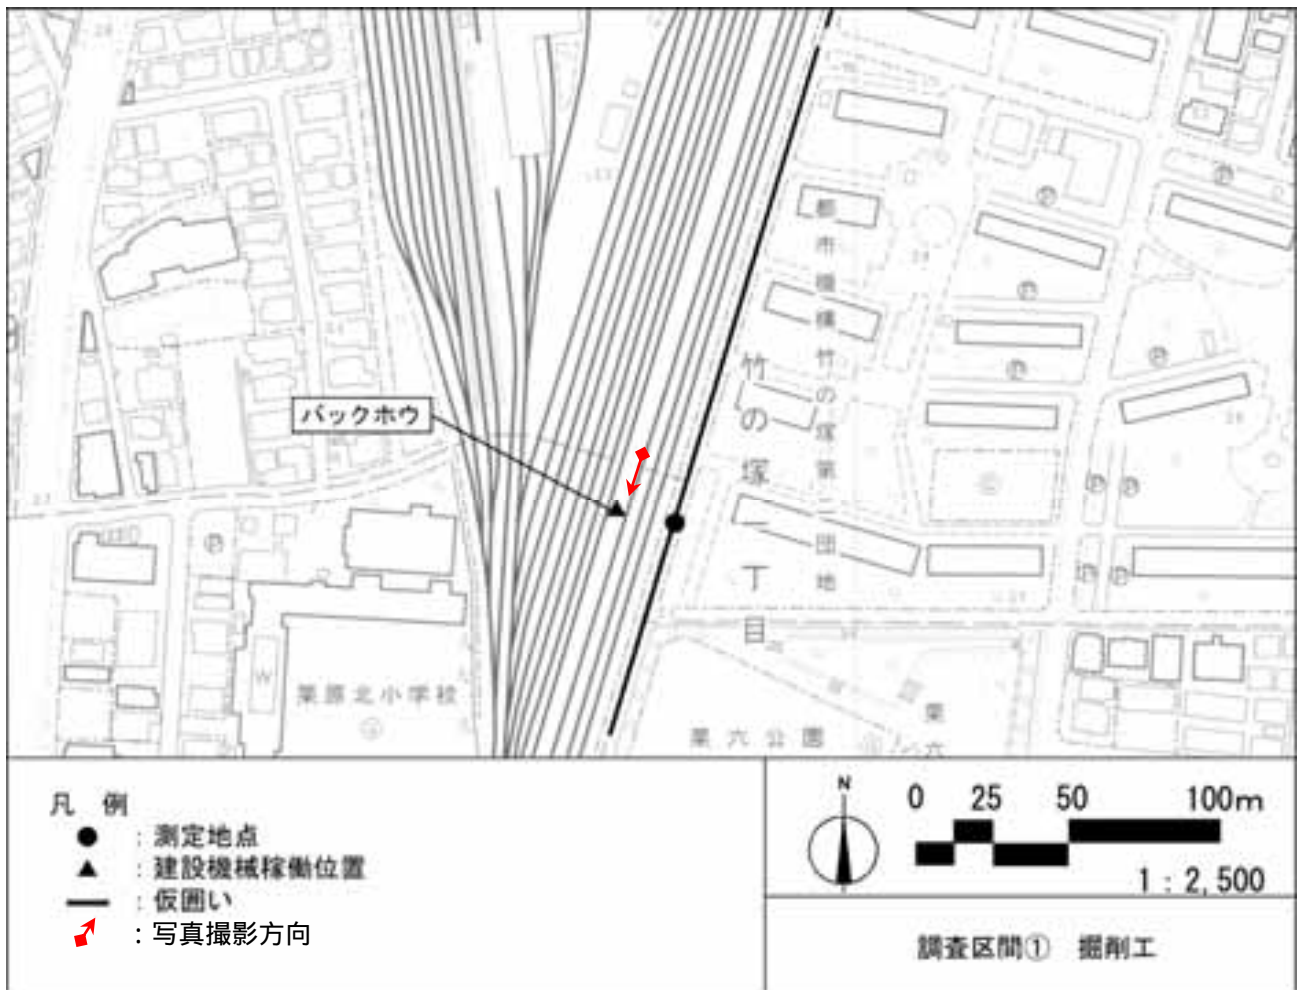 バックホウ
都市機構竹の塚第一団地
竹の塚一丁目
栗原北小学校
W
栗六公園
栗六
凡 例
● : 測定地点
▲ : 建設機械稼働位置
━ : 仮囲い
: 写真撮影方向
N
0 25 50 100m
1 : 2,500
調査区間① 掘削工